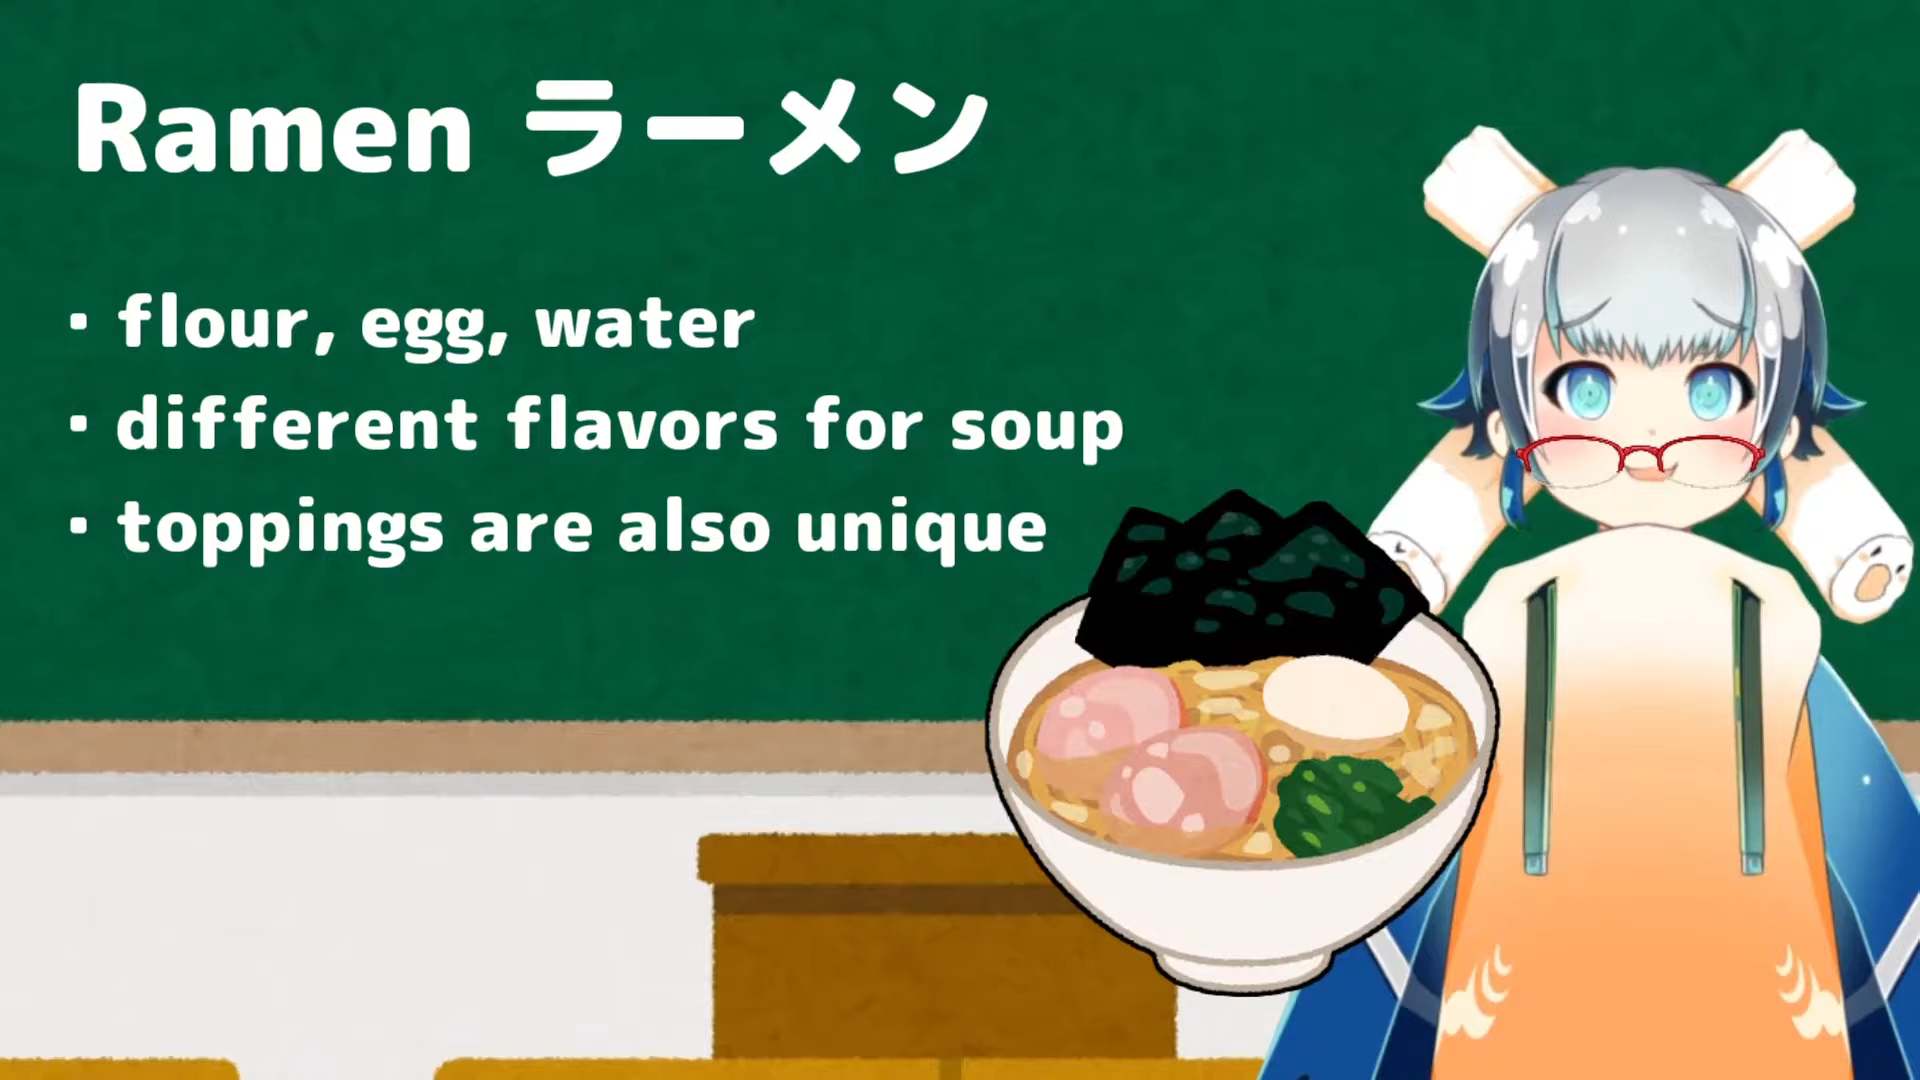 Ramen ラーメン
・flour, egg, water
・different flavors for soup
・toppings are also unique